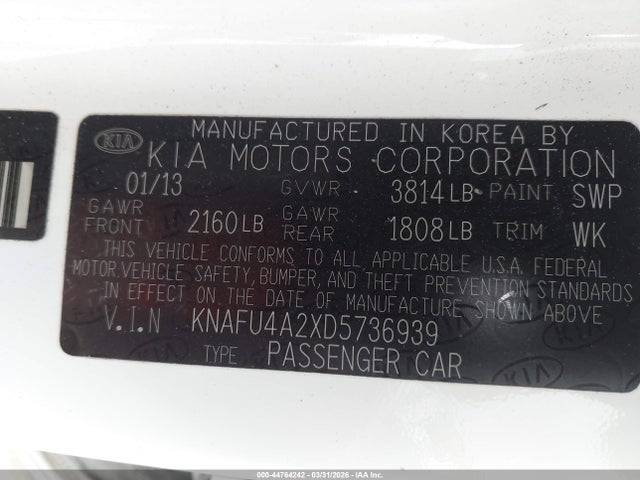 MANUFACTURED IN KOREA BY
KIA KIA MOTORS CORPORATION
01/13 GVWR 3814LB PAINT SWP
GAWR FRONT 2160LB GAWR REAR 1808LB TRIM WK
THIS VEHICLE CONFORMS TO ALL APPLICABLE U.S.A. FEDERAL
MOTOR VEHICLE SAFETY, BUMPER, AND THEFT PREVENTION STANDARDS
IN EFFECT ON THE DATE OF MANUFACTURE SHOWN ABOVE
V.I.N KNAFU4A2XD5736939
TYPE PASSENGER CAR
000-44764242 - 03/31/2026 - IAA Inc.